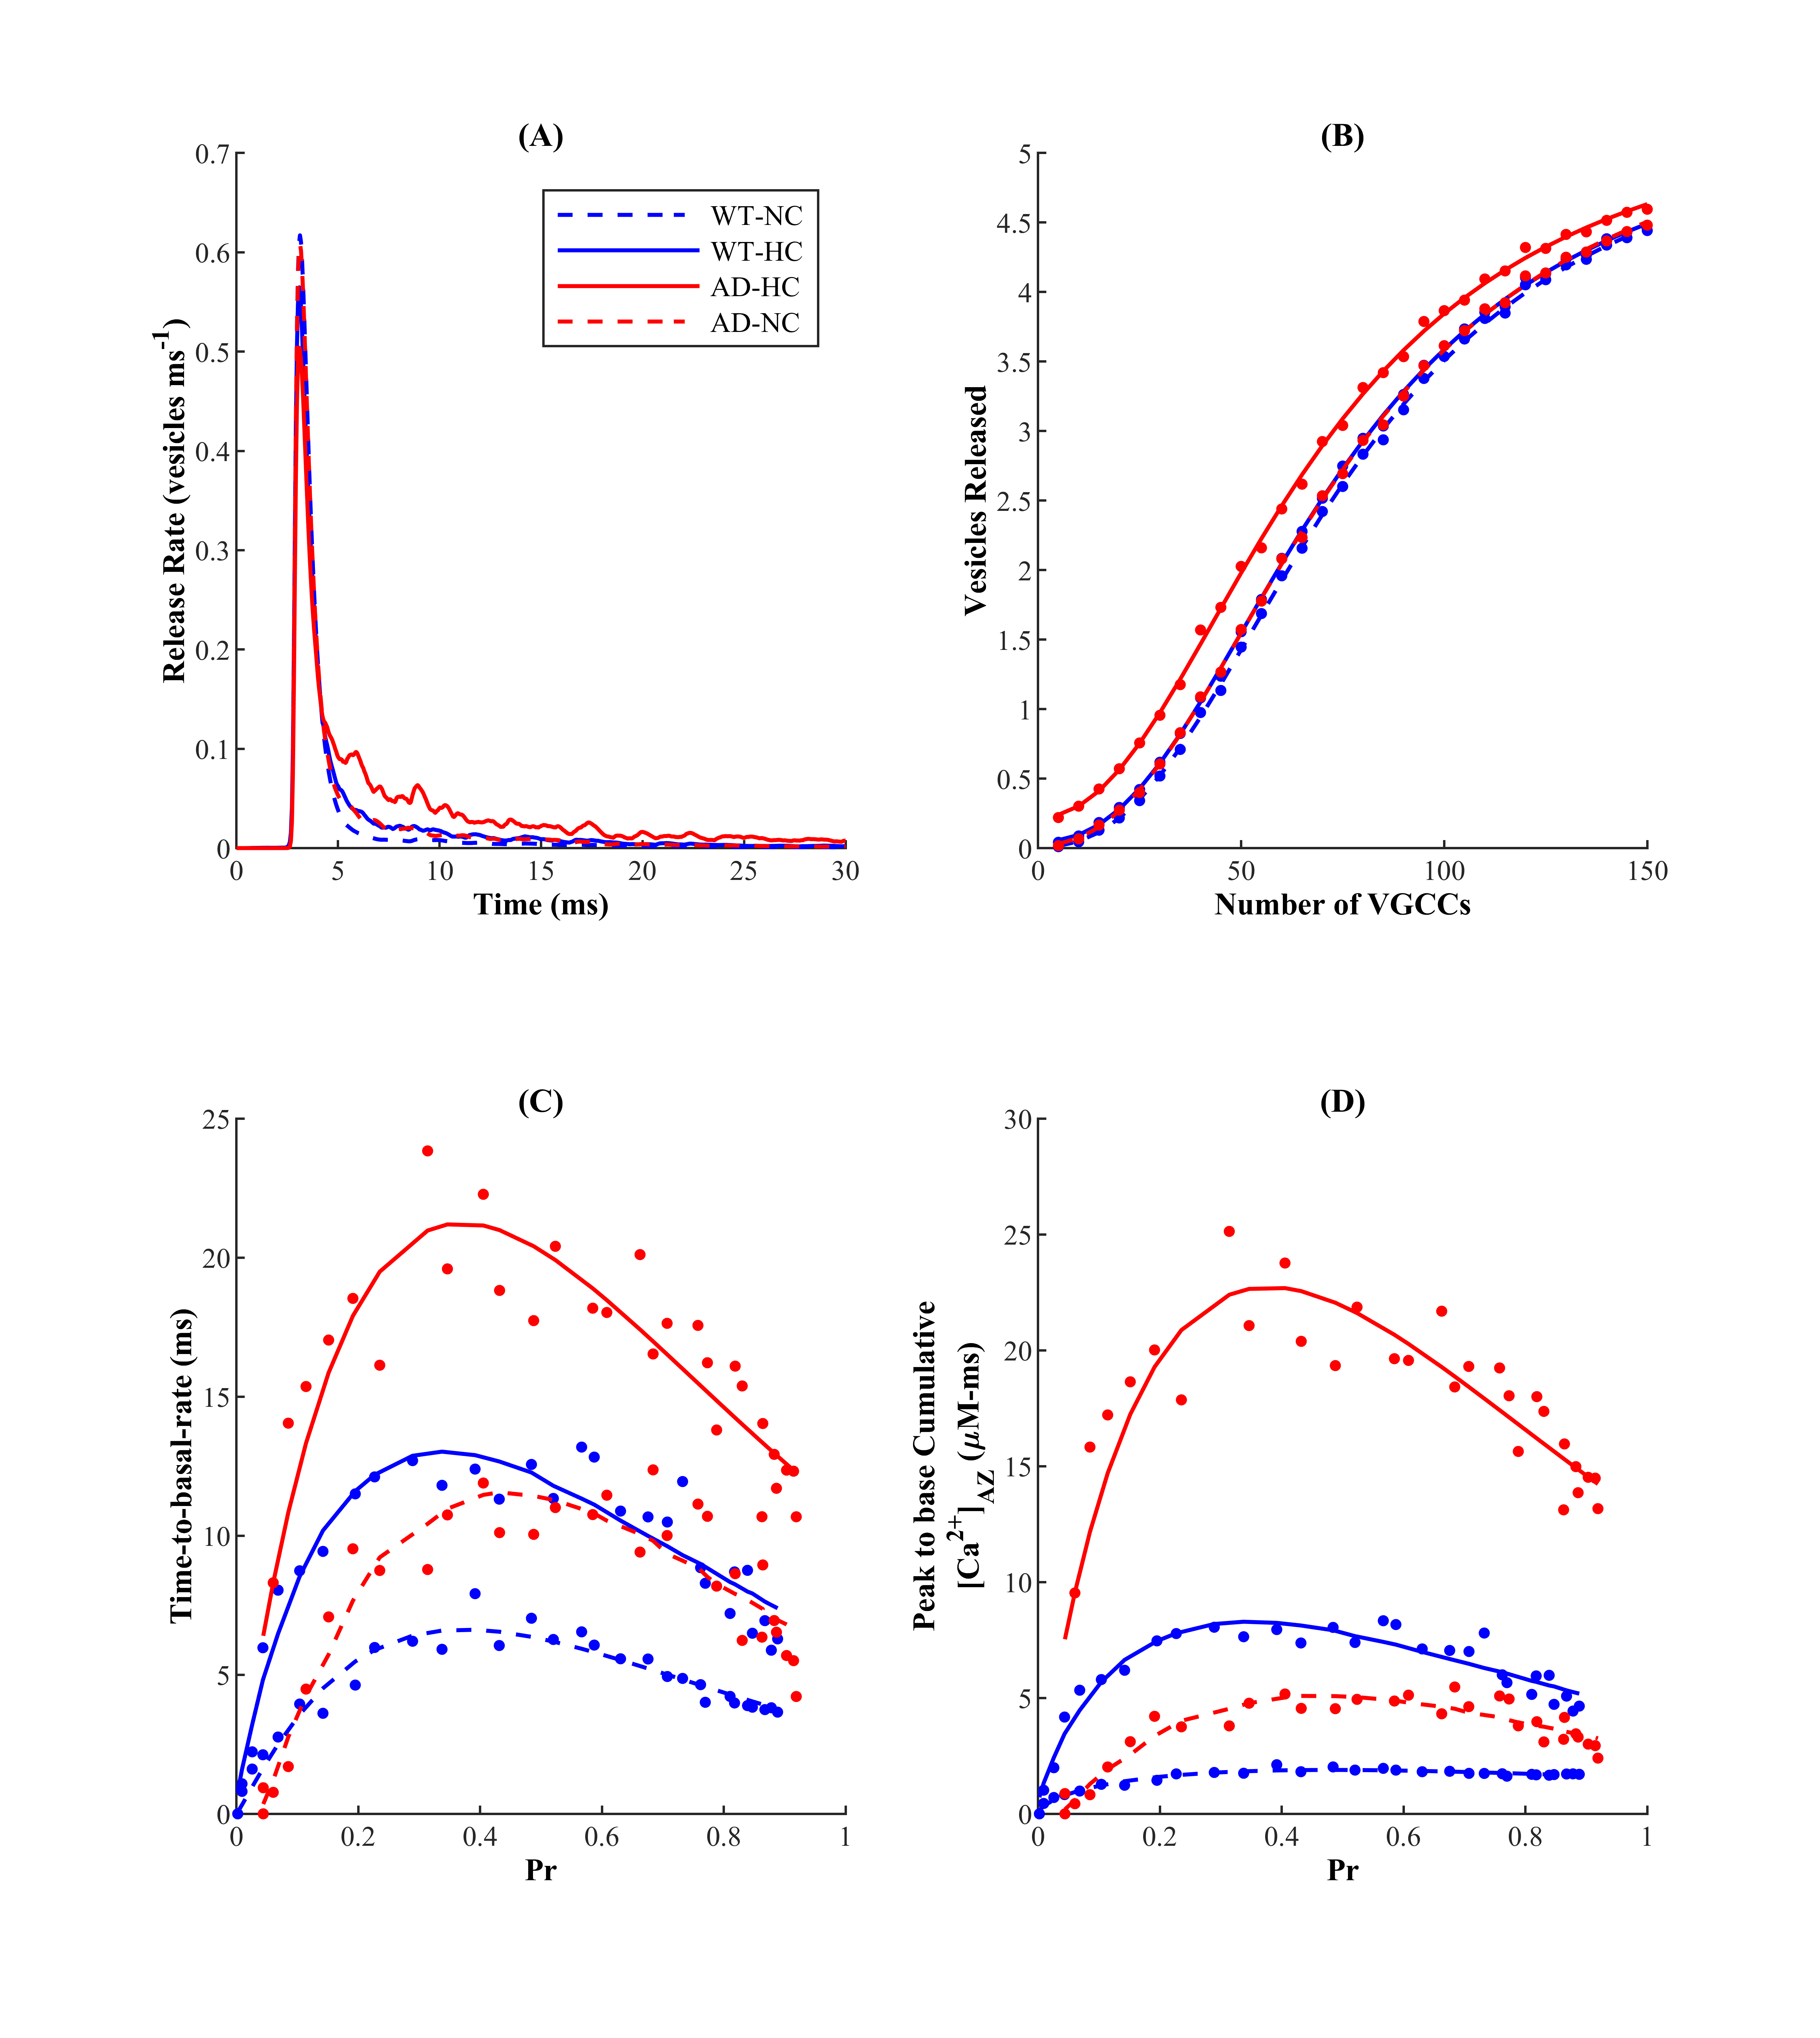 (A)
0.7
0.6
0.5
0.4
0.3
0.2
0.1
0
Release Rate (vesicles ms-1)
WT-NC
WT-HC
AD-HC
AD-NC
0 5 10 15 20 25 30
Time (ms)
(B)
5
4.5
4
3.5
3
2.5
2
1.5
1
0.5
0
Vesicles Released
0 50 100 150
Number of VGCCs
(C)
25
20
15
10
5
0
Time-to-basal-rate (ms)
0 0.2 0.4 0.6 0.8 1
Pr
(D)
30
25
20
15
10
5
0
Peak to base Cumulative
[Ca2+]AZ (μM-ms)
0 0.2 0.4 0.6 0.8 1
Pr